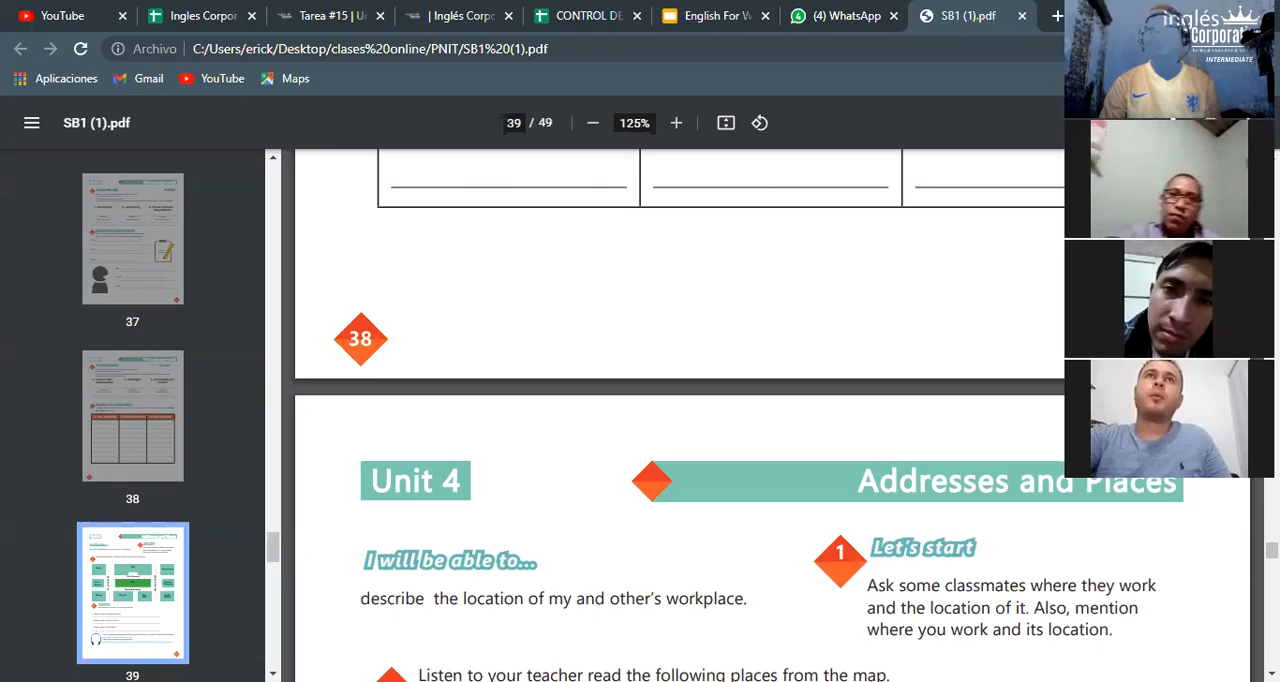 YouTube
Ingles Corpor
Tarea #15 | U
| Inglés Corpo
CONTROL DE
English For W
(4) WhatsApp
SB1 (1).pdf
Archivo
C:/Users/erick/Desktop/clases%20online/PNIT/SB1%20(1).pdf
Aplicaciones
Gmail
YouTube
Maps
SB1 (1).pdf
39 / 49
125%
inglés
Corporat
INTERMEDIATE
37
38
39
38
Unit 4
Addresses and Places
I will be able to...
describe the location of my and other's workplace.
1
Let's start
Ask some classmates where they work
and the location of it. Also, mention
where you work and its location.
Listen to your teacher read the following places from the map.